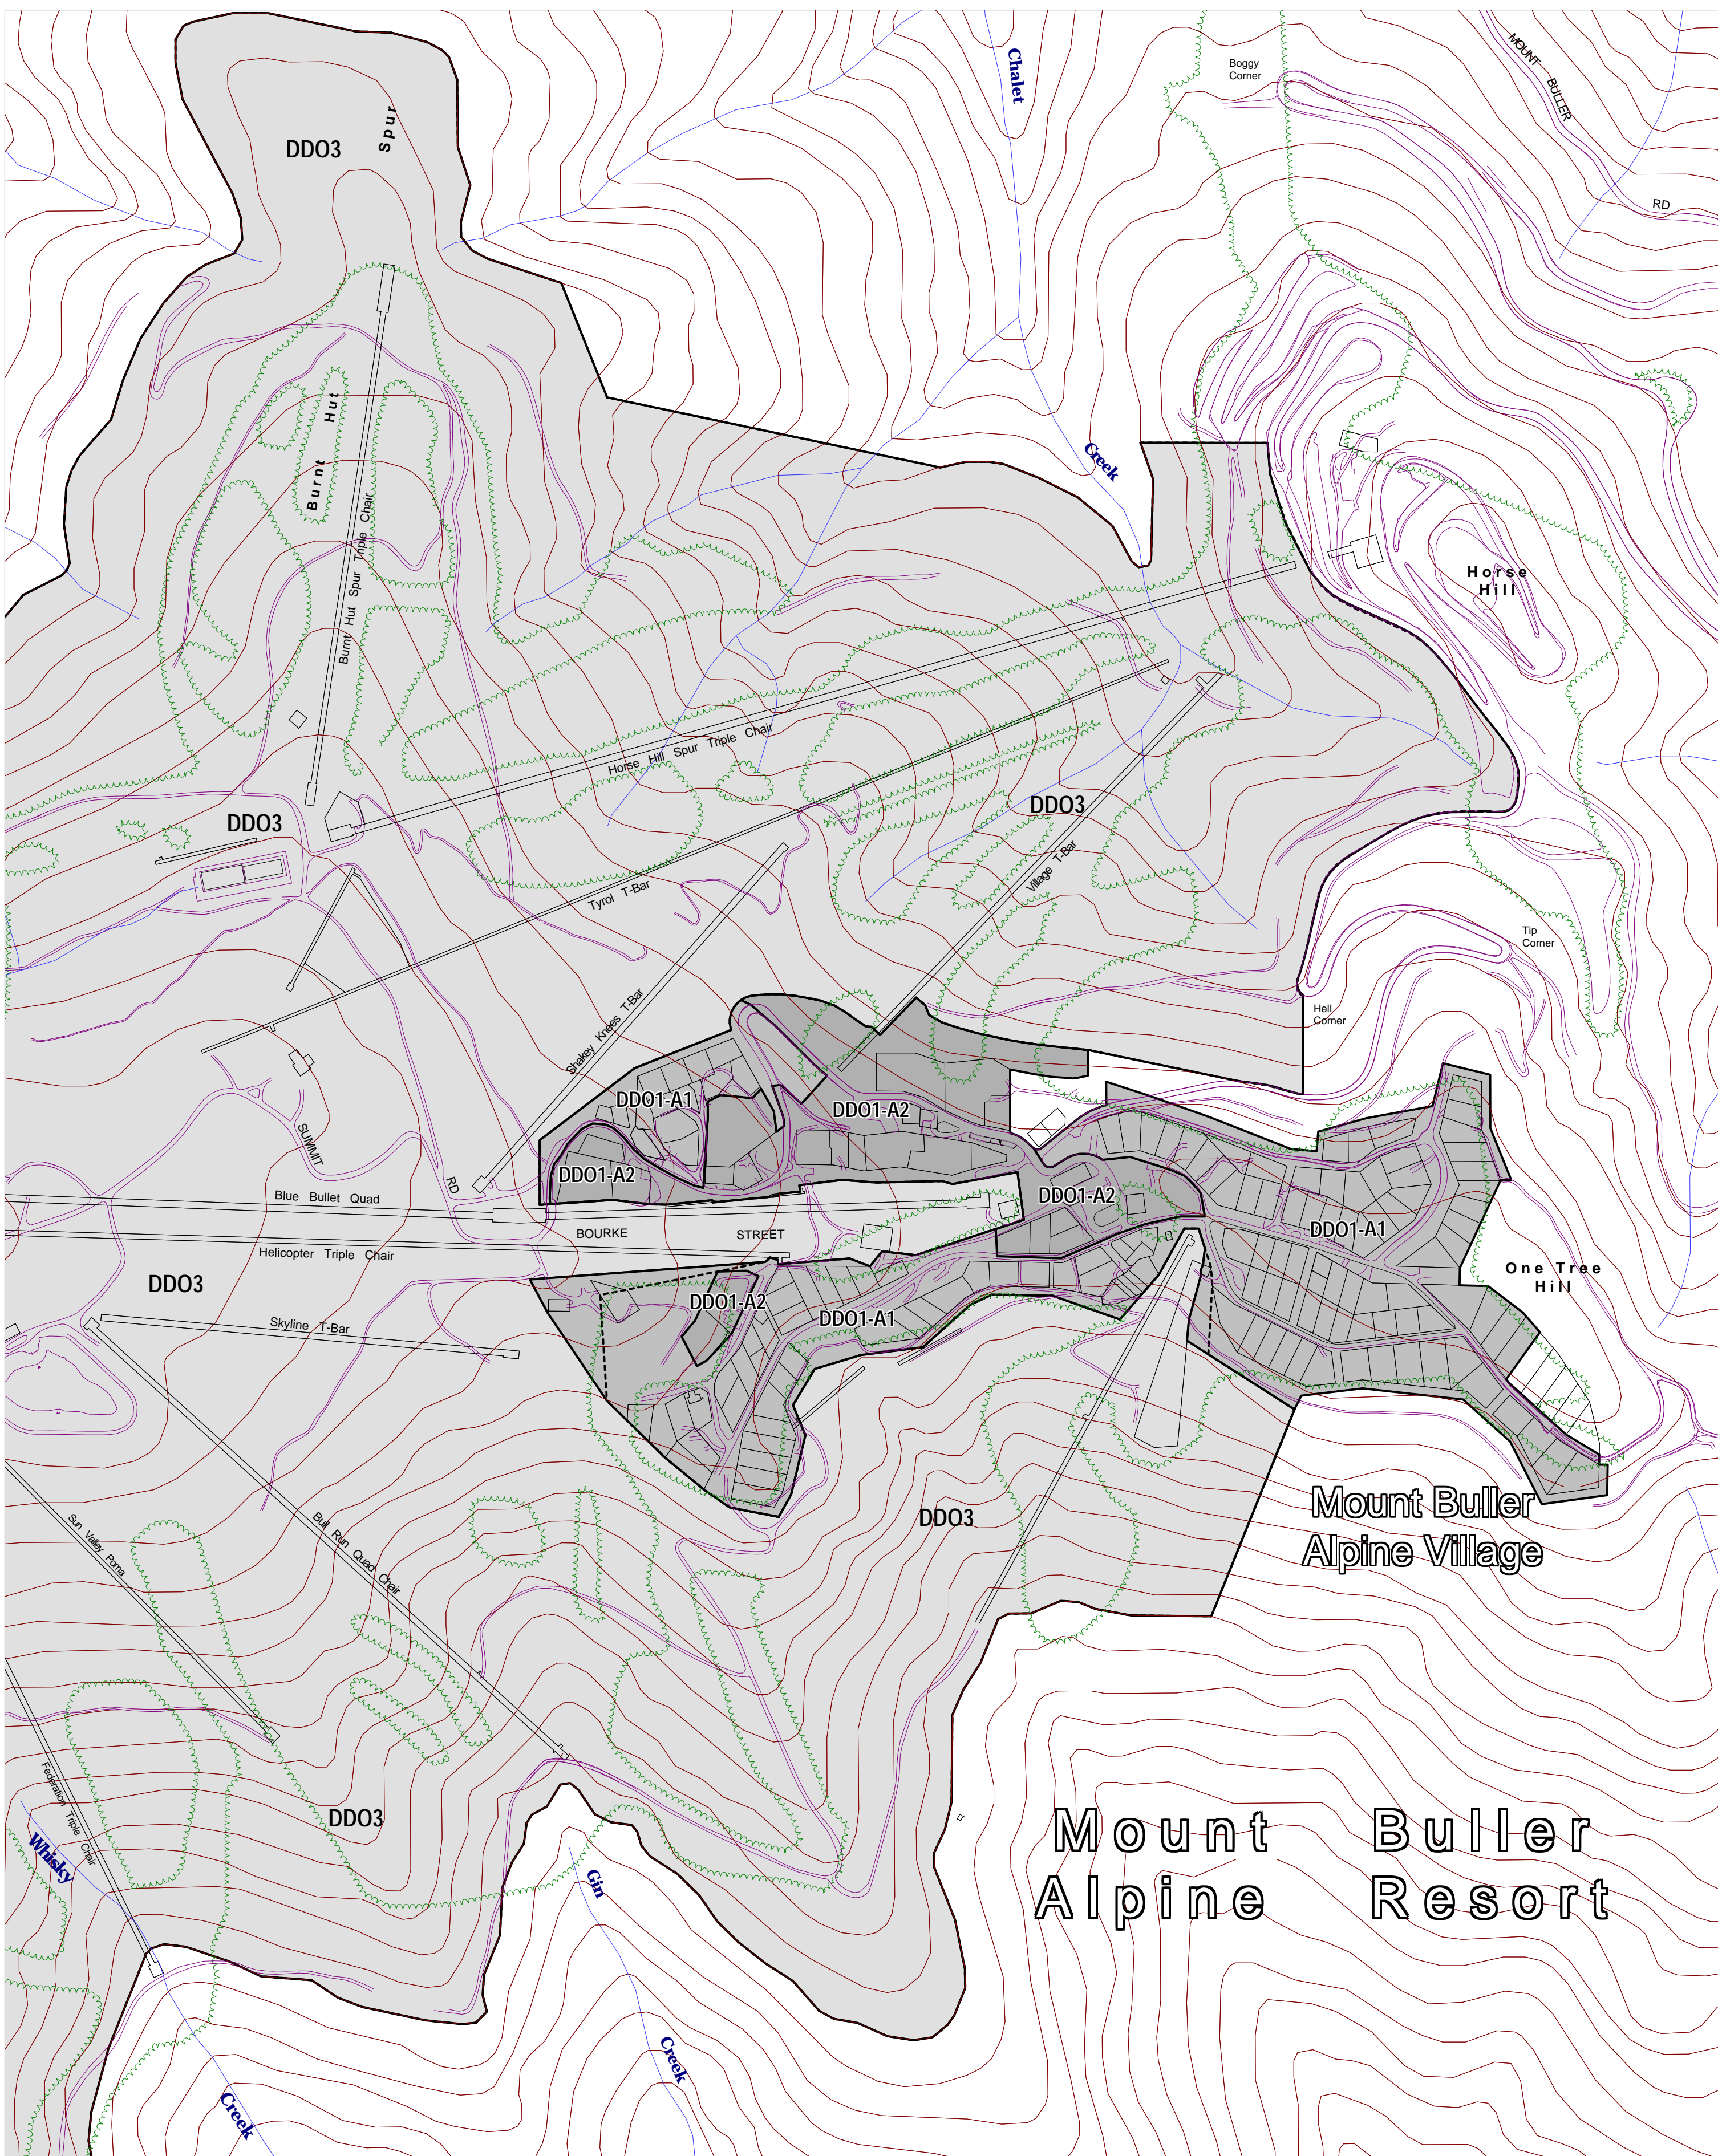 Chalet
Boggy
Corner
MOUNT BULLER
RD
Spur
DDO3
Burnt Hut
Creek
Burnt Hut Spur Triple Chair
Horse
Hill
Horse Hill Spur Triple Chair
DDO3
DDO3
Village T-Bar
Tyrol T-Bar
Tip
Corner
Hell
Corner
Shakey Knees T-Bar
DDO1-A1
DDO1-A2
SUMMIT
RD
DDO1-A2
DDO1-A2
Blue Bullet Quad
BOURKE STREET
DDO1-A1
Helicopter Triple Chair
DDO3
One Tree
Hill
DDO1-A2
DDO1-A1
Skyline T-Bar
Mount Buller
Alpine Village
DDO3
Sun Valley Poma
Bull Run Quad Chair
Federation Triple Chair
DDO3
Mount Buller
Alpine Resort
Whisky
Gin
Creek
Creek